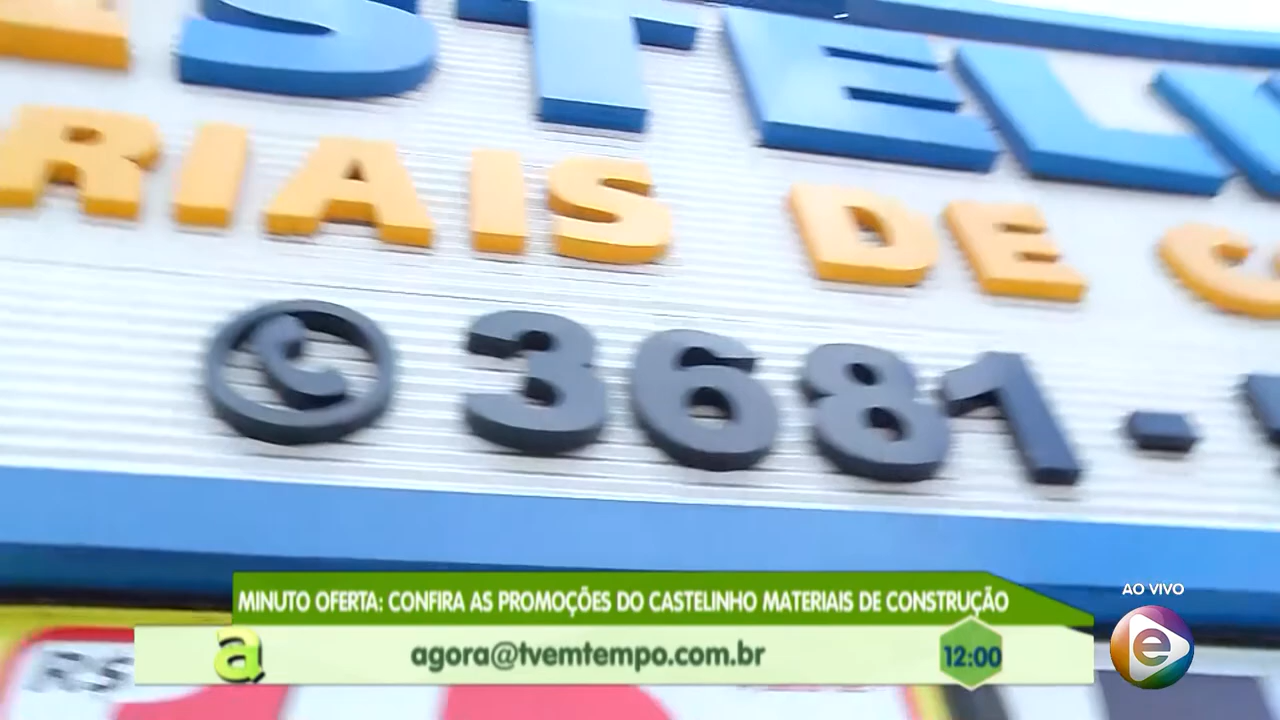 STELI
RIAIS DE C
3681-
MINUTO OFERTA: CONFIRA AS PROMOÇÕES DO CASTELINHO MATERIAIS DE CONSTRUÇÃO
AO VIVO
a agora@tvemtempo.com.br 12:00
e
R$